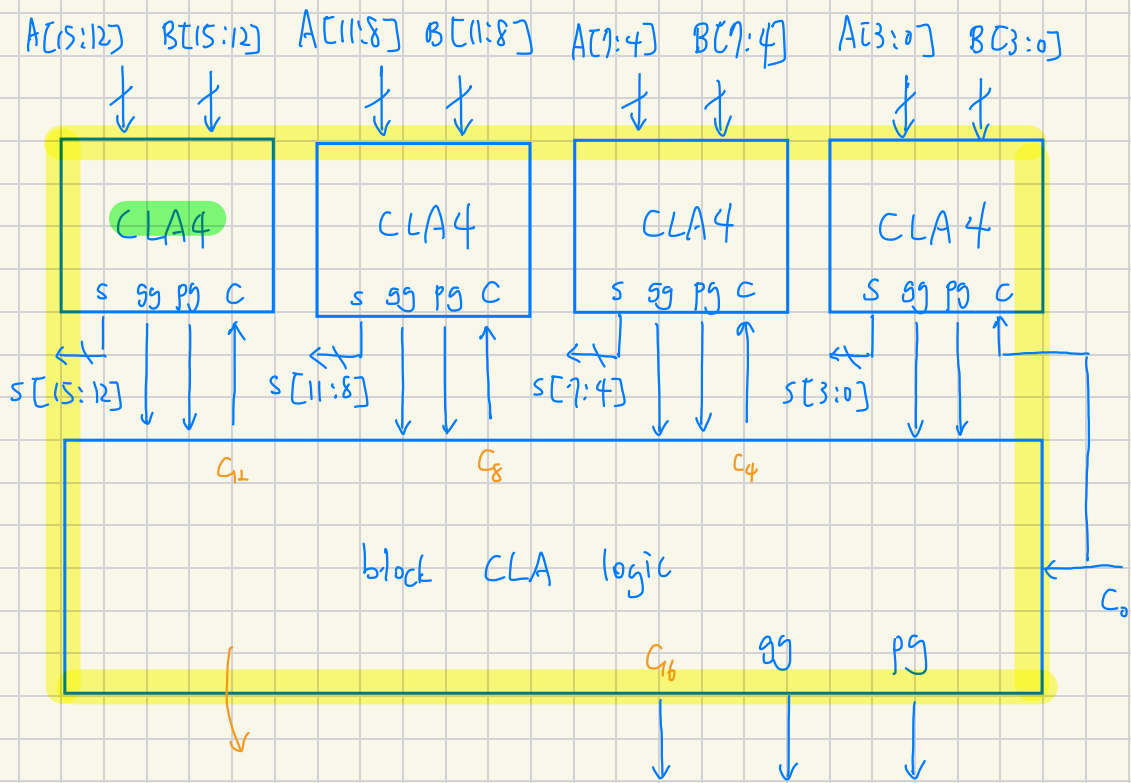 A[15:12] B[15:12] A[11:8] B[11:8] A[7:4] B[7:4] A[3:0] B[3:0]
CLA4 CLA4 CLA4 CLA4
s gg pg c s gg pg c s gg pg c s gg pg c
s[15:12] s[11:8] s[7:4] s[3:0]
C12 C8 C4
block CLA logic
C0
C16 gg pg